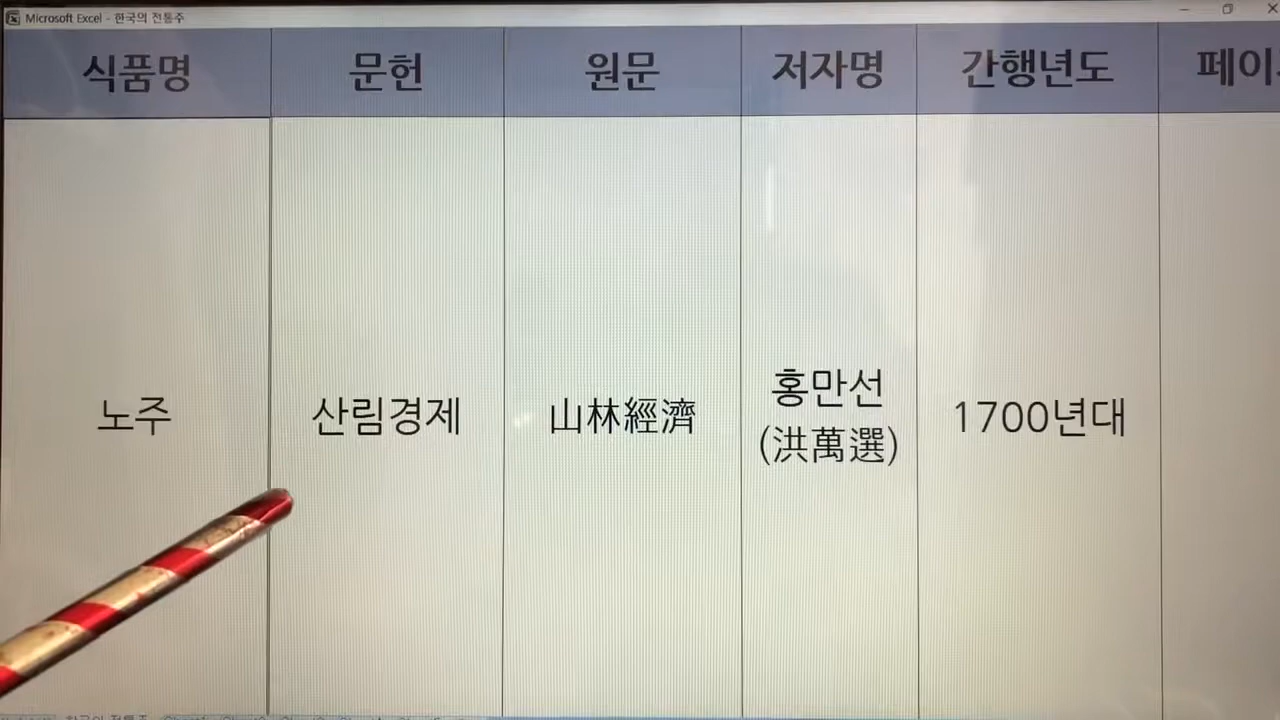 Microsoft Excel - 한국의 전통주
식품명 문헌 원문 저자명 간행년도 페이
노주 산림경제 山林經濟 홍만선 (洪萬選) 1700년대